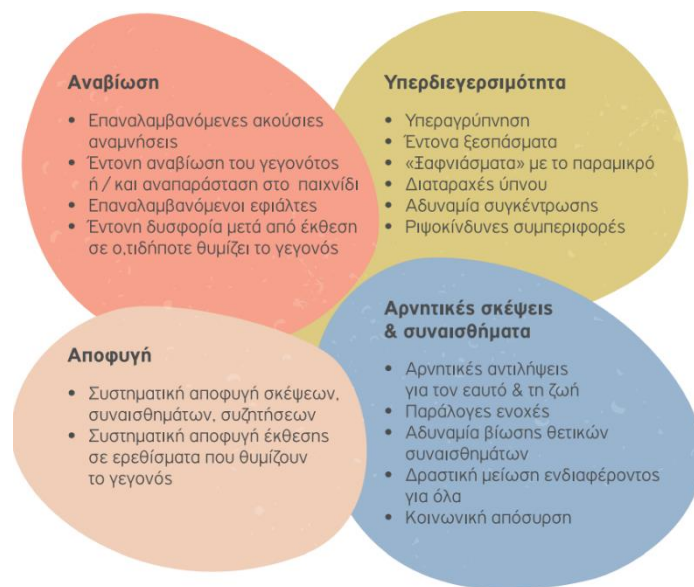 Αναβίωση
• Επαναλαμβανόμενες ακούσιες
αναμνήσεις
• Έντονη αναβίωση του γεγονότος
ή / και αναπαράσταση στο παιχνίδι
• Επαναλαμβανόμενοι εφιάλτες
• Έντονη δυσφορία μετά από έκθεση
σε ο,τιδήποτε θυμίζει το γεγονός
Υπερδιεγερσιμότητα
• Υπεραγρύπνηση
• Έντονα ξεσπάσματα
• «Ξαφνιάσματα» με το παραμικρό
• Διαταραχές ύπνου
• Αδυναμία συγκέντρωσης
• Ριψοκίνδυνες συμπεριφορές
Αποφυγή
• Συστηματική αποφυγή σκέψεων,
συναισθημάτων, συζητήσεων
• Συστηματική αποφυγή έκθεσης
σε ερεθίσματα που θυμίζουν
το γεγονός
Αρνητικές σκέψεις
& συναισθήματα
• Αρνητικές αντιλήψεις
για τον εαυτό & τη ζωή
• Παράλογες ενοχές
• Αδυναμία βίωσης θετικών
συναισθημάτων
• Δραστική μείωση ενδιαφέροντος
για όλα
• Κοινωνική απόσυρση